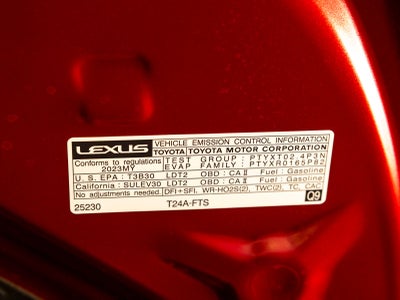 LEXUS VEHICLE EMISSION CONTROL INFORMATION
TOYOTA TOYOTA MOTOR CORPORATION
Conforms to regulations 2023MY
TEST GROUP : PTYXT02.4P3N
EVAP FAMILY : PTYXR0165P82
U.S. EPA : T3B30 LDT2 OBD : CA II Fuel : Gasoline
California : SULEV30 LDT2 OBD : CA II Fuel : Gasoline
No adjustments needed. DFI+SFI, WR-HO2S(2), TWC(2), TC, CAC
25230 T24A-FTS Q9